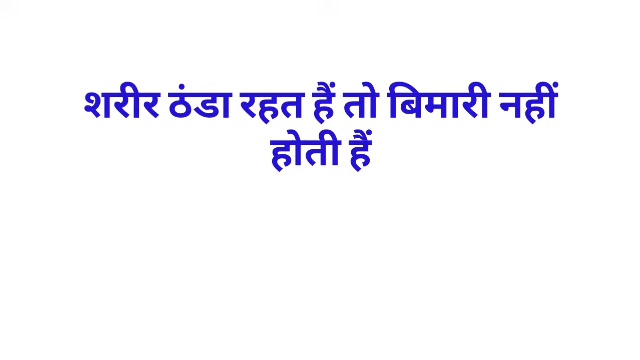 शरीर ठंडा रहत हैं तो बिमारी नहीं
होती हैं